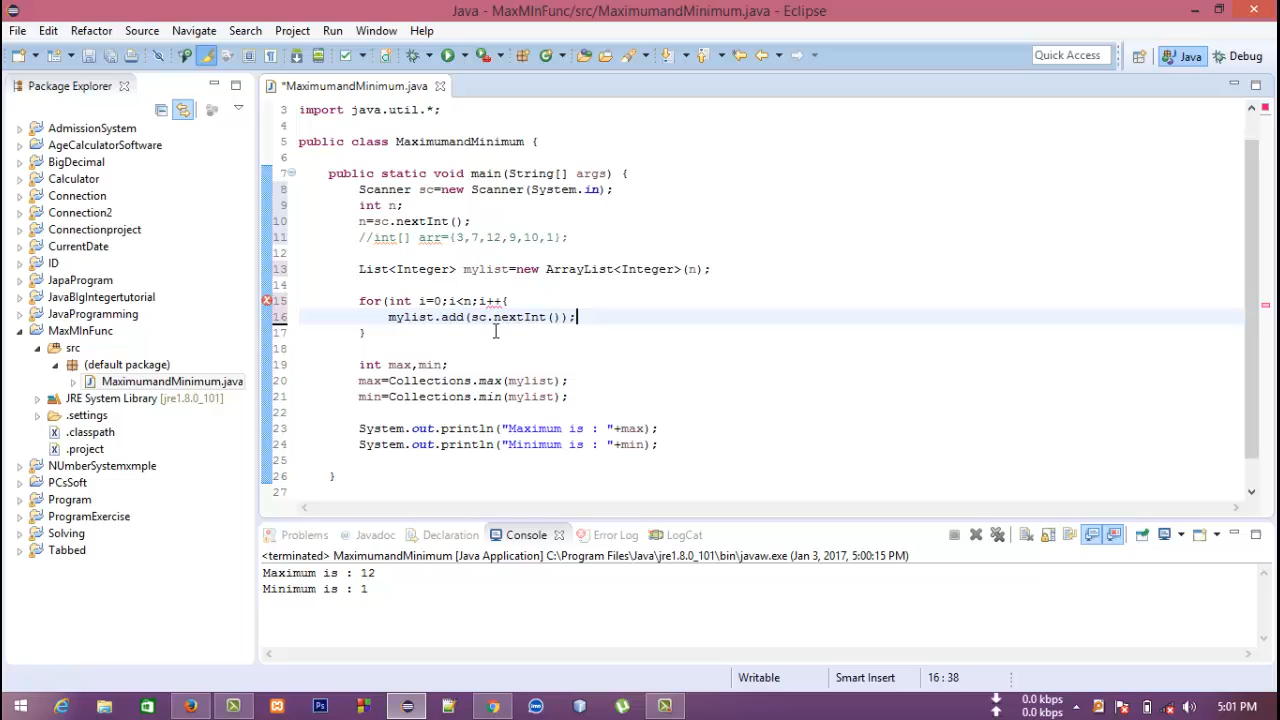 Java - MaxMInFunc/src/MaximumandMinimum.java - Eclipse
File Edit Refactor Source Navigate Search Project Run Window Help
Quick Access Java Debug
Package Explorer
*MaximumandMinimum.java
AdmissionSystem
AgeCalculatorSoftware
BigDecimal
Calculator
Connection
Connection2
Connectionproject
CurrentDate
ID
JapaProgram
JavaBIgIntegertutorial
JavaProgramming
MaxMInFunc
src
(default package)
MaximumandMinimum.java
JRE System Library [jre1.8.0_101]
.settings
.classpath
.project
NUmberSystemxmple
PCsSoft
Program
ProgramExercise
Solving
Tabbed
3 import java.util.*;
4
5 public class MaximumandMinimum {
6
7 public static void main(String[] args) {
8 Scanner sc=new Scanner(System.in);
9 int n;
10 n=sc.nextInt();
11 //int[] arr={3,7,12,9,10,1};
12
13 List<Integer> mylist=new ArrayList<Integer>(n);
14
15 for(int i=0;i<n;i++{
16 mylist.add(sc.nextInt());
17 }
18
19 int max,min;
20 max=Collections.max(mylist);
21 min=Collections.min(mylist);
22
23 System.out.println("Maximum is : "+max);
24 System.out.println("Minimum is : "+min);
25
26 }
27
Problems Javadoc Declaration Console Error Log LogCat
<terminated> MaximumandMinimum [Java Application] C:\Program Files\Java\jre1.8.0_101\bin\javaw.exe (Jan 3, 2017, 5:00:15 PM)
Maximum is : 12
Minimum is : 1
Writable Smart Insert 16 : 38
0.0 kbps
0.0 kbps
5:01 PM